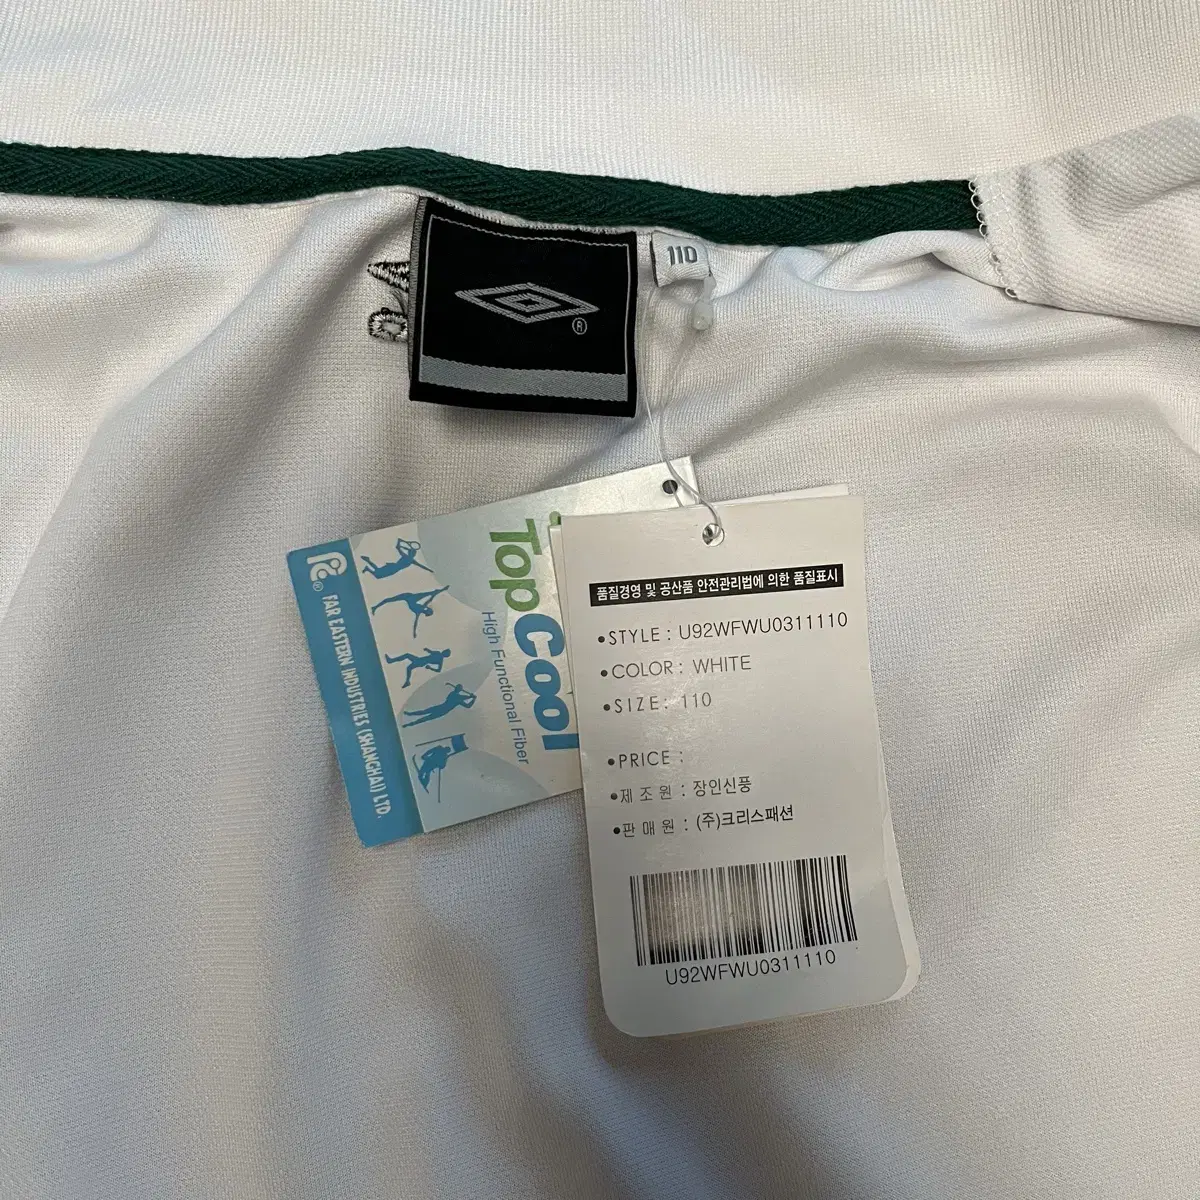 110
®
TopCool
High Functional Fiber
® FAR EASTERN INDUSTRIES (SHANGHAI) LTD.
품질경영 및 공산품 안전관리법에 의한 품질표시
•STYLE : U92WFWU0311110
•COLOR : WHITE
•SIZE : 110
•PRICE :
•제 조 원 : 장인신풍
•판 매 원 : (주)크리스패션
U92WFWU0311110